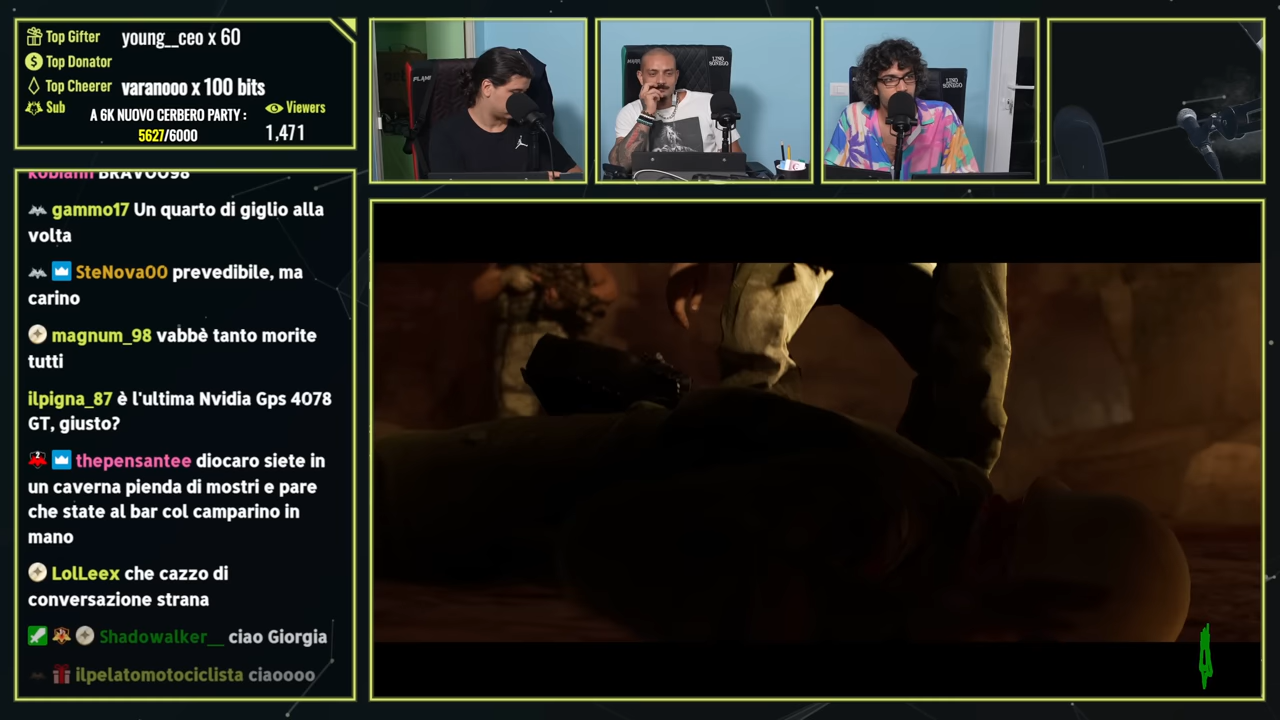 Top Gifter young__ceo x 60
Top Donator
Top Cheerer varanooo x 100 bits
Sub A 6K NUOVO CERBERO PARTY : Viewers
5627/6000 1,471
kobiahh BRAVOO98
gammo17 Un quarto di giglio alla
volta
SteNova00 prevedibile, ma
carino
magnum_98 vabbè tanto morite
tutti
ilpigna_87 è l'ultima Nvidia Gps 4078
GT, giusto?
thepensantee diocaro siete in
un caverna pienda di mostri e pare
che state al bar col camparino in
mano
LolLeex che cazzo di
conversazione strana
Shadowalker__ ciao Giorgia
ilpelatomotociclista ciaoooo